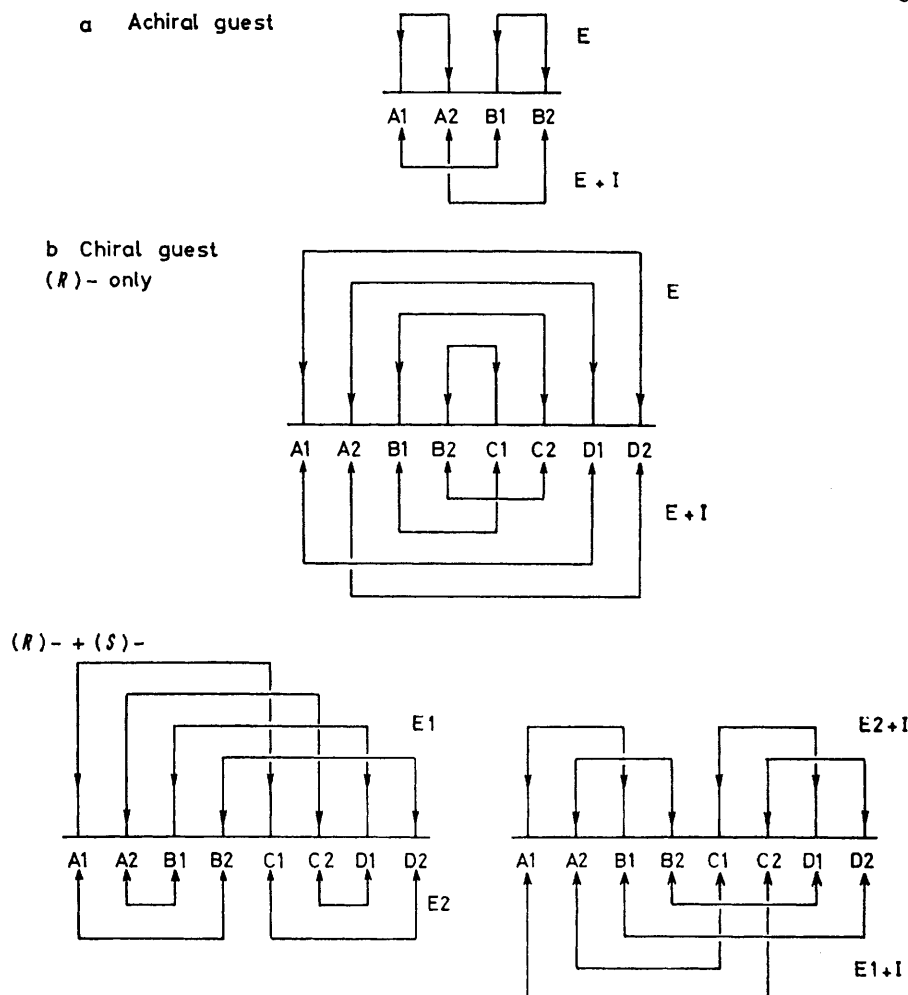 a Achiral guest
E
A1 A2 B1 B2
E + I
b Chiral guest
(R)- only
E
A1 A2 B1 B2 C1 C2 D1 D2
E+I
(R)- + (S)-
E1
A1 A2 B1 B2 C1 C2 D1 D2
E2
E2+I
A1 A2 B1 B2 C1 C2 D1 D2
E1+I